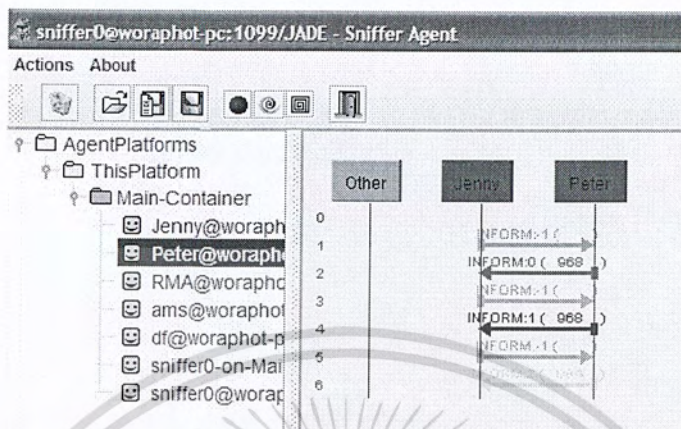 sniffer0@woraphot-pc:1099/JADE - Sniffer Agent
Actions About
AgentPlatforms
ThisPlatform
Main-Container
Jenny@woraph
Peter@woraph
RMA@woraphc
ams@woraphot
df@woraphot-p
sniffer0-on-Mai
sniffer0@worap
Other Jenny Peter
0
INFORM:-1 ( )
1
INFORM:0 ( 968 )
2
INFORM:-1 ( )
3
INFORM:1 ( 968 )
4
INFORM:-1 ( )
5
6